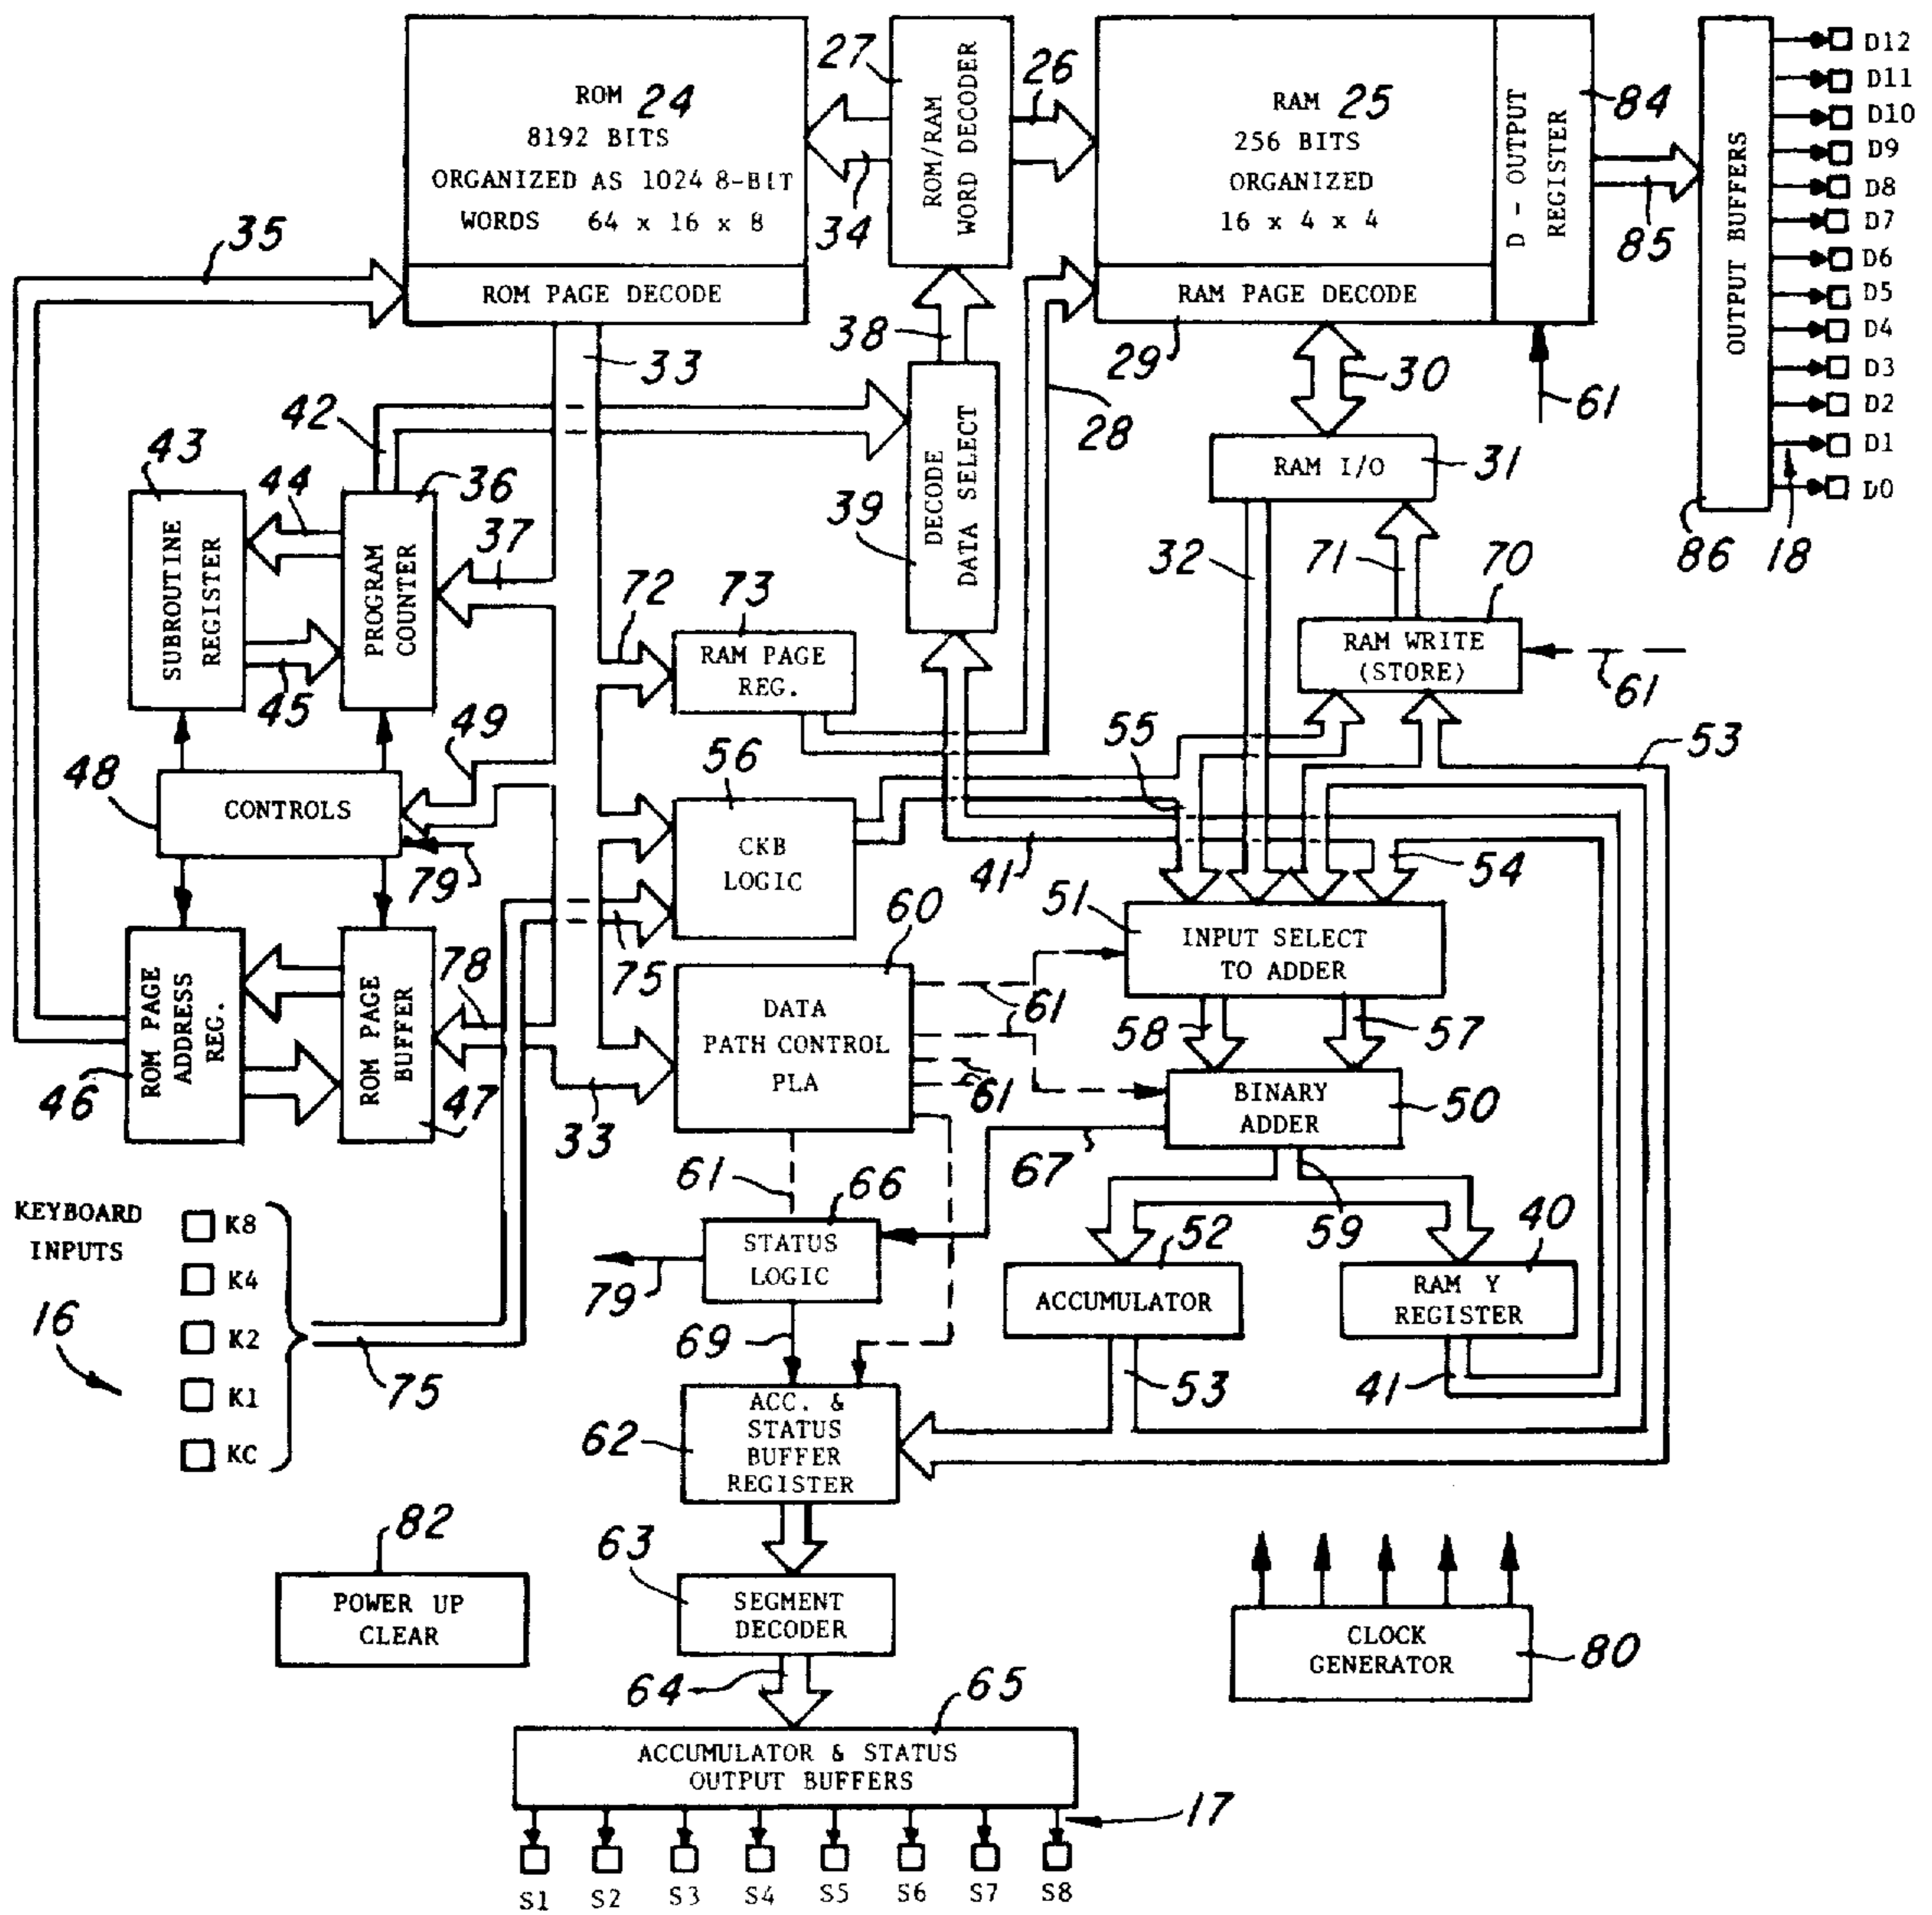 ROM 24
8192 BITS
ORGANIZED AS 1024 8-BIT
WORDS 64 x 16 x 8
ROM PAGE DECODE
27
ROM/RAM
WORD DECODER
26
34
RAM 25
256 BITS
ORGANIZED
16 x 4 x 4
RAM PAGE DECODE
D - OUTPUT
REGISTER
84
85
OUTPUT BUFFERS
D12
D11
D10
D9
D8
D7
D6
D5
D4
D3
D2
D1
D0
86
18
35
33
38
29
30
61
28
42
43
SUBROUTINE
REGISTER
44
45
36
PROGRAM
COUNTER
37
39
DECODE
DATA SELECT
RAM I/O
31
32
71
70
RAM WRITE
(STORE)
61
72
73
RAM PAGE
REG.
49
48
CONTROLS
79
56
CKB
LOGIC
55
53
41
54
46
ROM PAGE
ADDRESS
REG.
ROM PAGE
BUFFER
47
78
75
33
60
DATA
PATH CONTROL
PLA
61
61
61
51
INPUT SELECT
TO ADDER
58
57
BINARY
ADDER
50
67
59
61
66
STATUS
LOGIC
79
69
52
ACCUMULATOR
40
RAM Y
REGISTER
53
41
KEYBOARD
INPUTS
K8
K4
K2
K1
KC
16
75
62
ACC. &
STATUS
BUFFER
REGISTER
82
POWER UP
CLEAR
63
SEGMENT
DECODER
64
65
ACCUMULATOR & STATUS
OUTPUT BUFFERS
17
S1 S2 S3 S4 S5 S6 S7 S8
CLOCK
GENERATOR
80